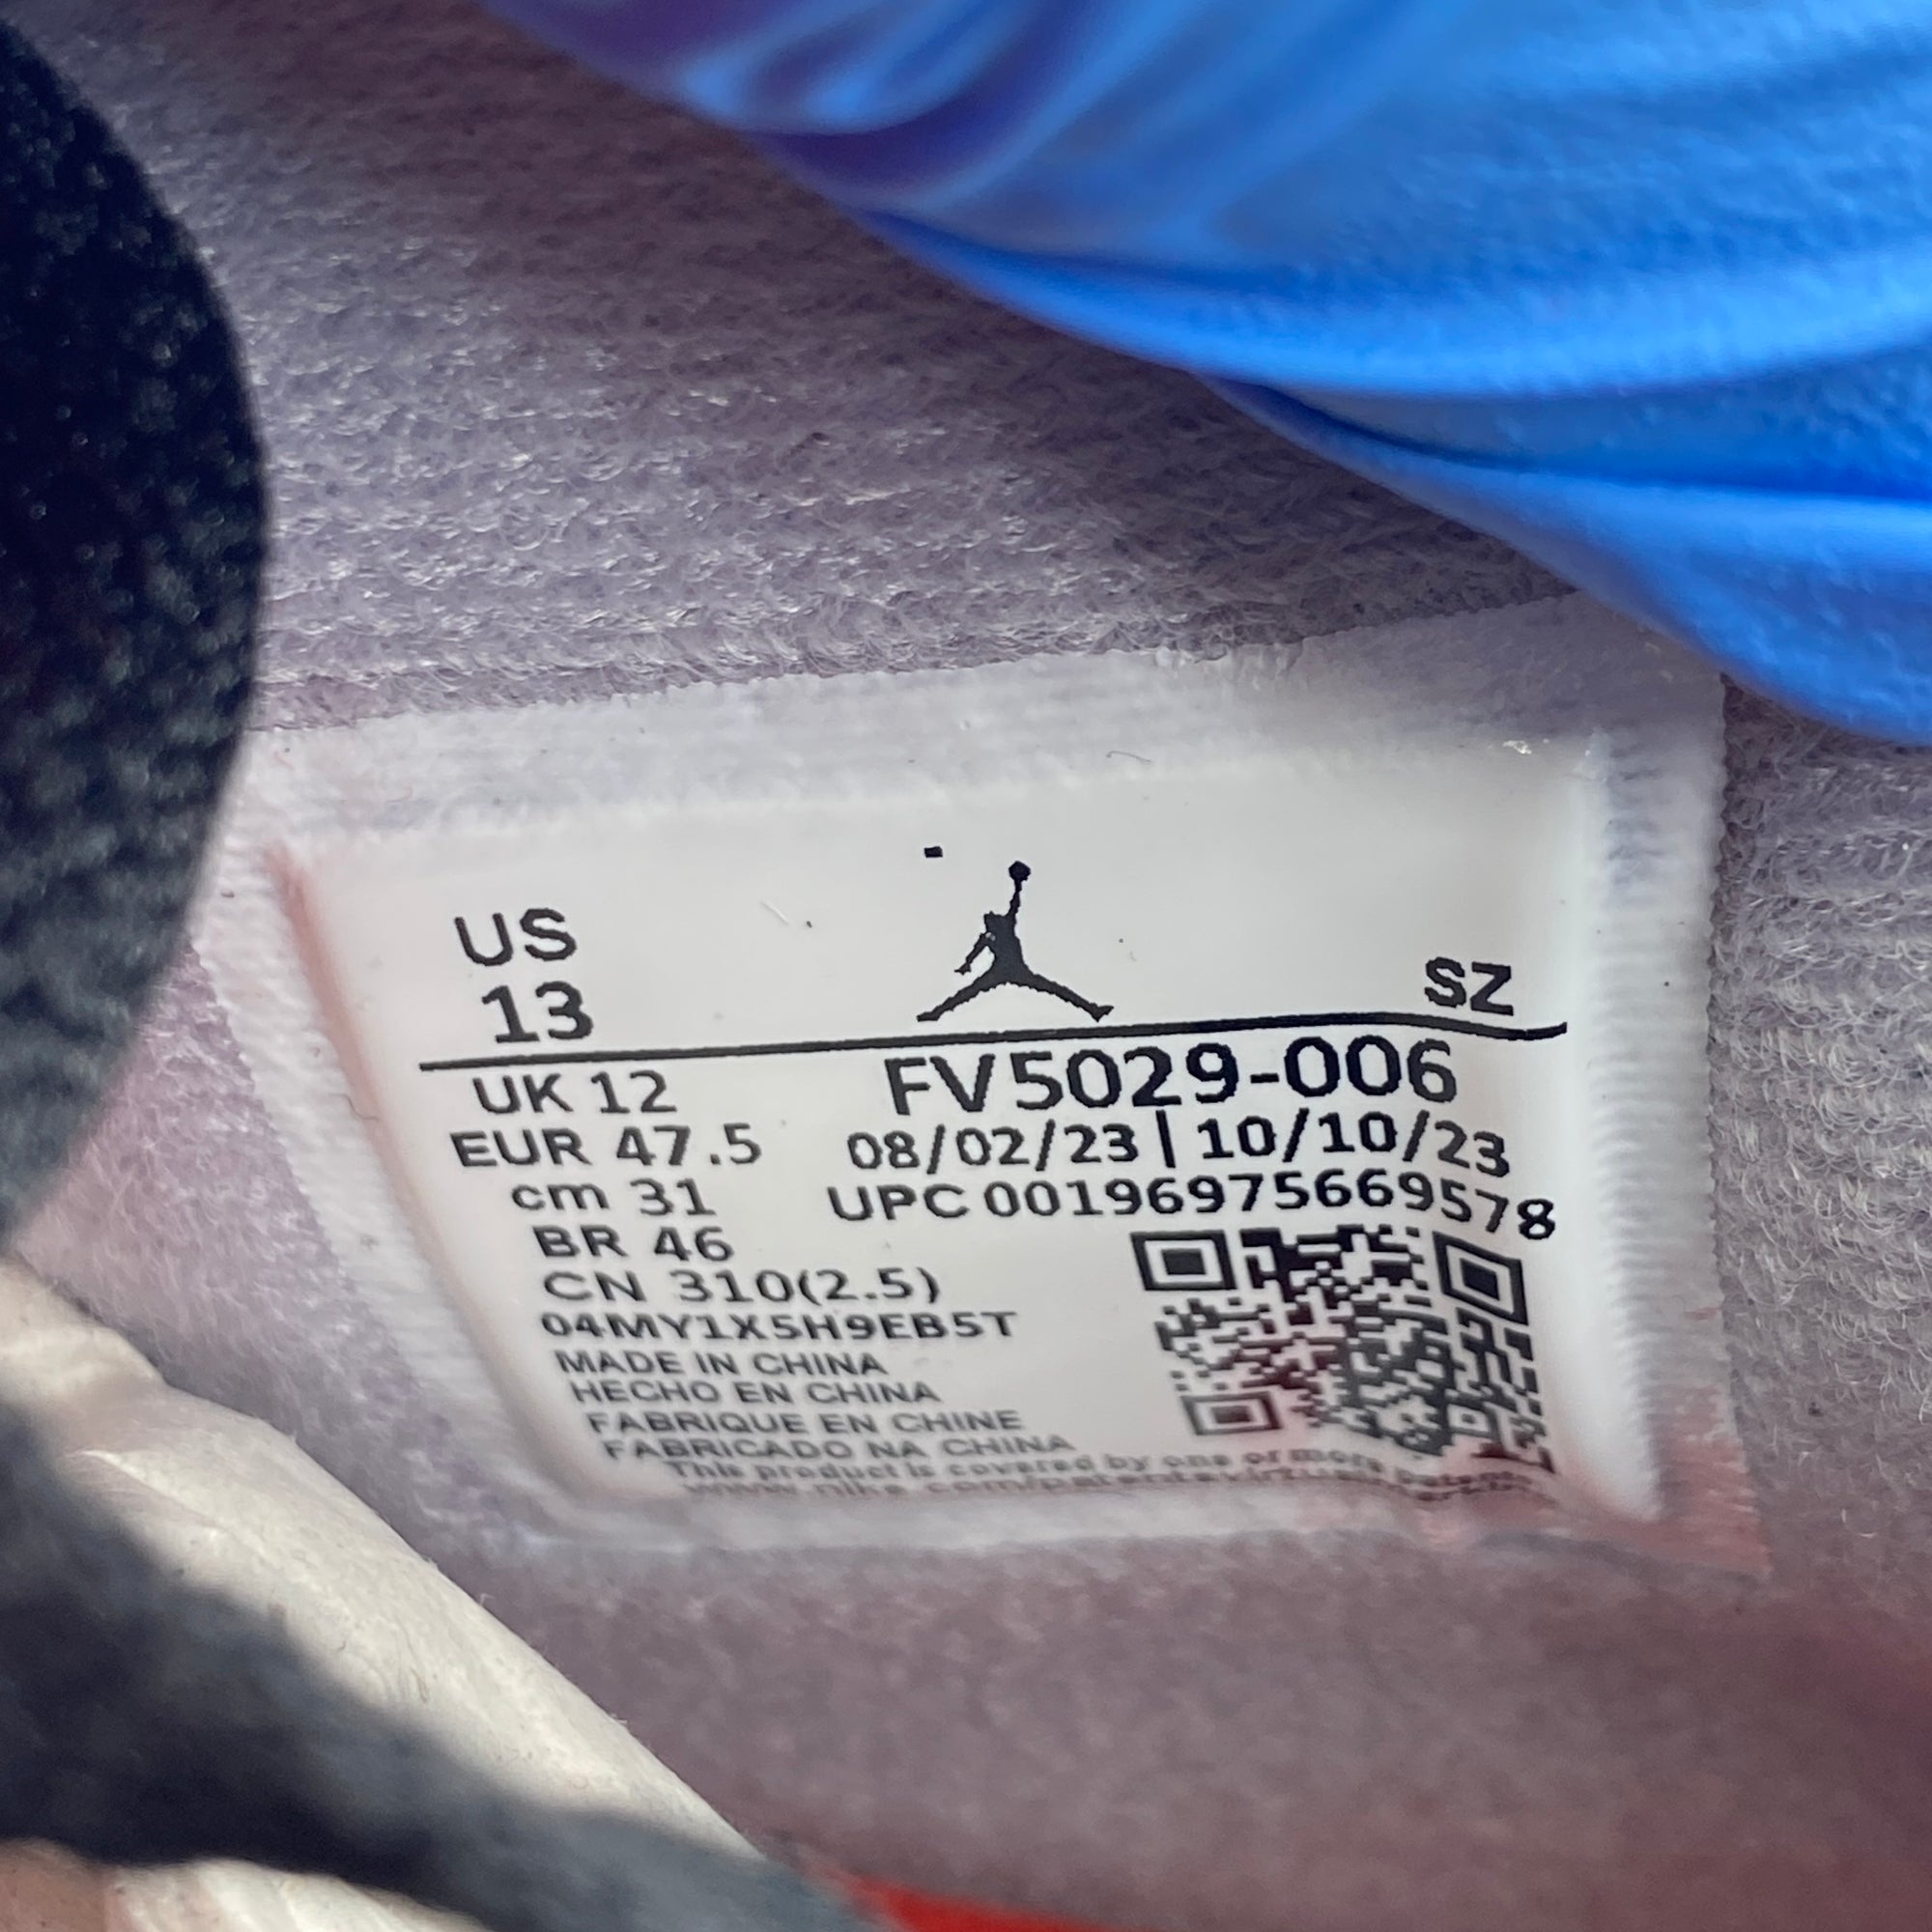 US
13
SZ
UK 12
FV5029-006
EUR 47.5
08/02/23 | 10/10/23
cm 31
UPC 00196975669578
BR 46
CN 310(2.5)
04MY1X5H9EB5T
MADE IN CHINA
HECHO EN CHINA
FABRIQUE EN CHINE
FABRICADO NA CHINA
This product is covered by one or more patents